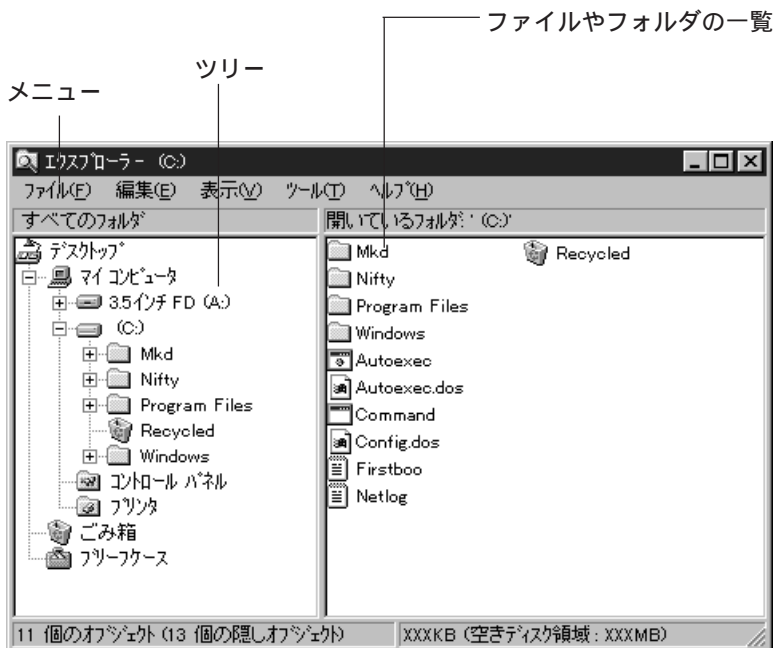 ファイルやフォルダの一覧
ツリー
メニュー
エクスプローラー - (C:)
ファイル(F) 編集(E) 表示(V) ツール(T) ヘルプ(H)
すべてのフォルダ
開いているフォルダ: '(C:)'
デスクトップ
マイ コンピュータ
3.5インチ FD (A:)
(C:)
Mkd
Nifty
Program Files
Recycled
Windows
コントロール パネル
プリンタ
ごみ箱
ブリーフケース
Mkd
Nifty
Program Files
Windows
Autoexec
Autoexec.dos
Command
Config.dos
Firstboo
Netlog
Recycled
11 個のオブジェクト (13 個の隠しオブジェクト)
XXXKB (空きディスク領域 : XXXMB)